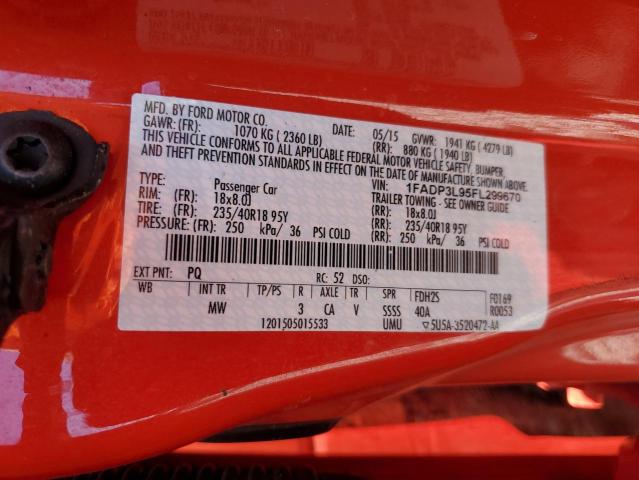 MFD. BY FORD MOTOR CO.
DATE: 05/15 GVWR: 1941 KG (4279 LB)
GAWR: (FR): 1070 KG ( 2360 LB) (RR): 880 KG ( 1940 LB)
THIS VEHICLE CONFORMS TO ALL APPLICABLE FEDERAL MOTOR VEHICLE SAFETY, BUMPER,
AND THEFT PREVENTION STANDARDS IN EFFECT ON THE DATE OF MANUFACTURE SHOWN ABOVE.
VIN: 1FADP3L95FL299670
TYPE: Passenger Car TRAILER TOWING - SEE OWNER GUIDE
RIM: (FR): 18x8.0J (RR): 18x8.0J
TIRE: (FR): 235/40R18 95Y (RR): 235/40R18 95Y
PRESSURE: (FR): 250 kPa/ 36 PSI COLD (RR): 250 kPa/ 36 PSI COLD
EXT PNT: PQ RC: 52 DSO:
WB INT TR TP/PS R AXLE TR SPR FDH2S F0169
MW 3 CA V SSSS 40A R0053
1201505015533 UMU ▽5U5A-3520472-AA